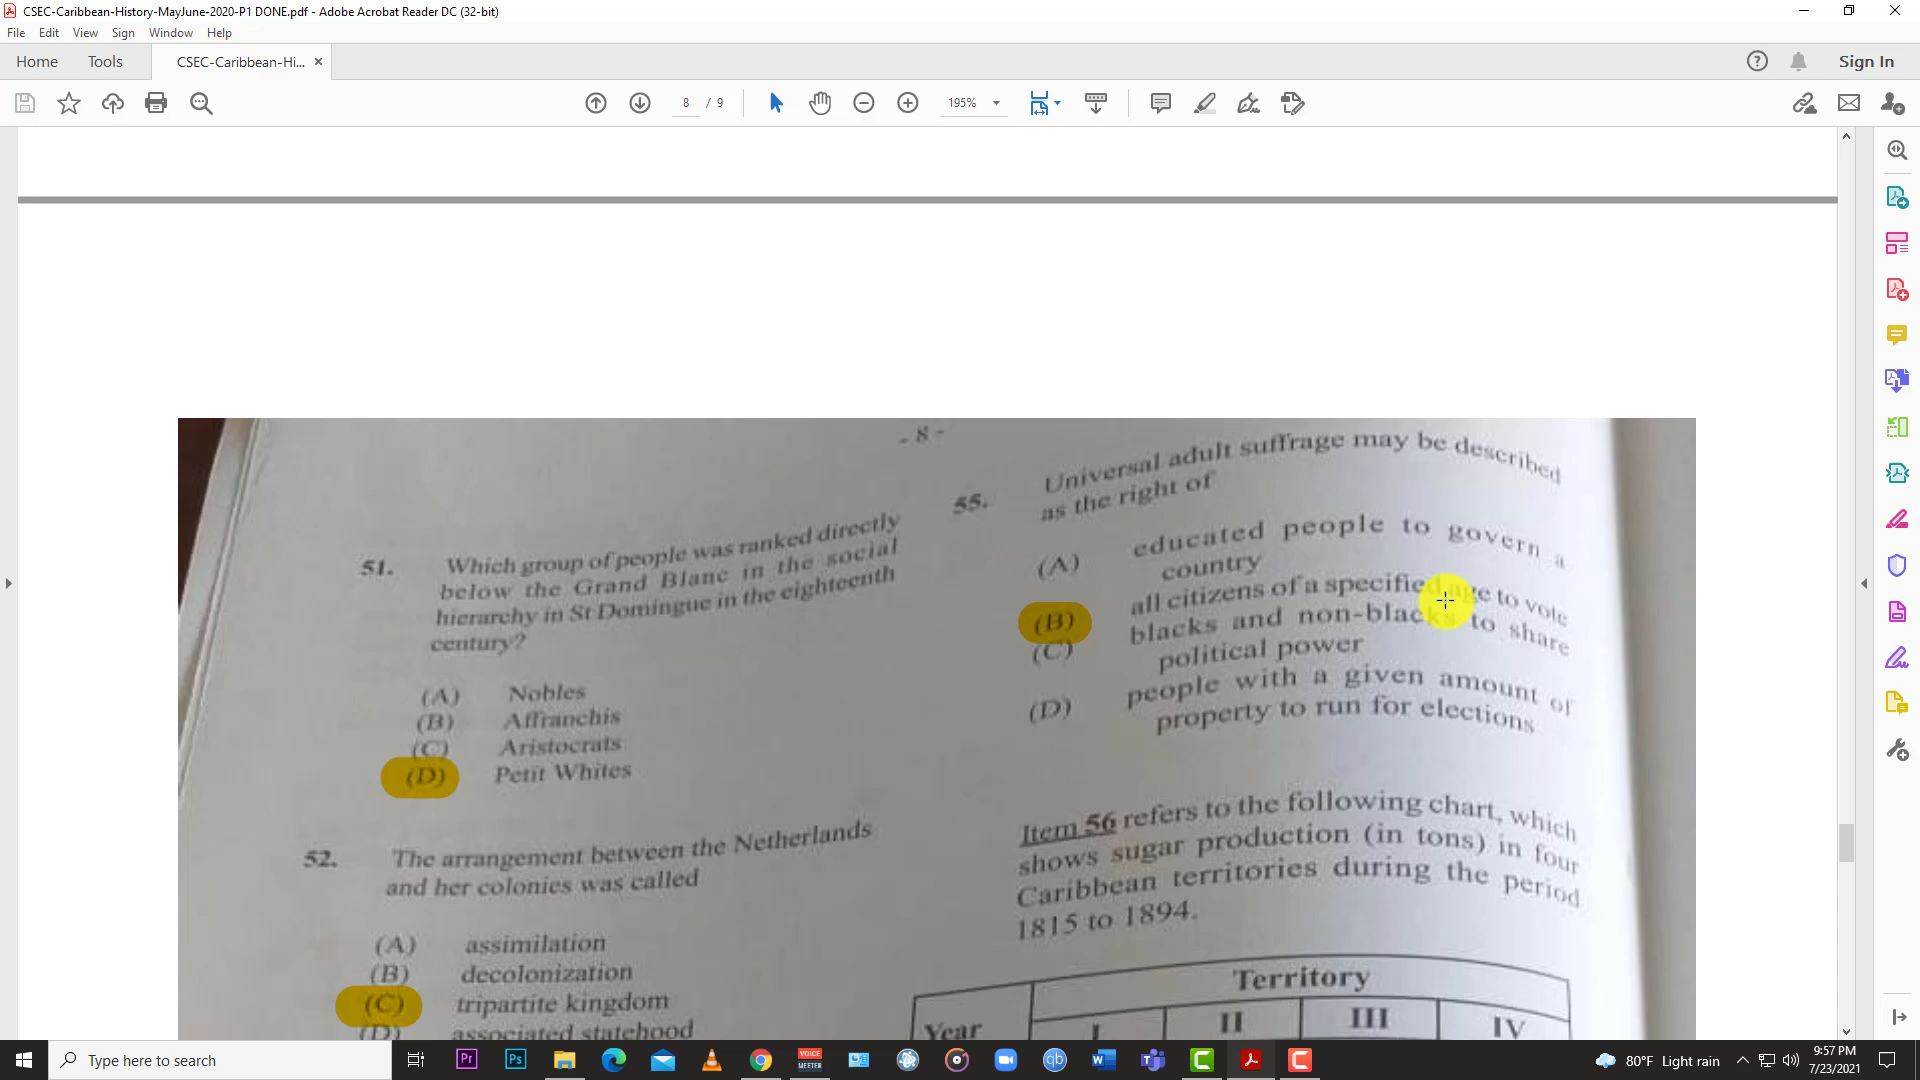 CSEC-Caribbean-History-MayJune-2020-P1 DONE.pdf - Adobe Acrobat Reader DC (32-bit)
File Edit View Sign Window Help
Home Tools CSEC-Caribbean-Hi... ×
Sign In
8 / 9
195%
- 8 -
51. Which group of people was ranked directly
below the Grand Blanc in the social
hierarchy in St Domingue in the eighteenth
century?
(A) Nobles
(B) Affranchis
(C) Aristocrats
(D) Petit Whites
52. The arrangement between the Netherlands
and her colonies was called
(A) assimilation
(B) decolonization
(C) tripartite kingdom
(D) associated statehood
55. Universal adult suffrage may be described
as the right of
(A) educated people to govern a
country
(B) all citizens of a specified age to vote
(C) blacks and non-blacks to share
political power
(D) people with a given amount of
property to run for elections
Item 56 refers to the following chart, which
shows sugar production (in tons) in four
Caribbean territories during the period
1815 to 1894.
Territory
Year I II III IV
Type here to search
Pr
Ps
VOICE
MEETER
qb
80°F Light rain
9:57 PM
7/23/2021